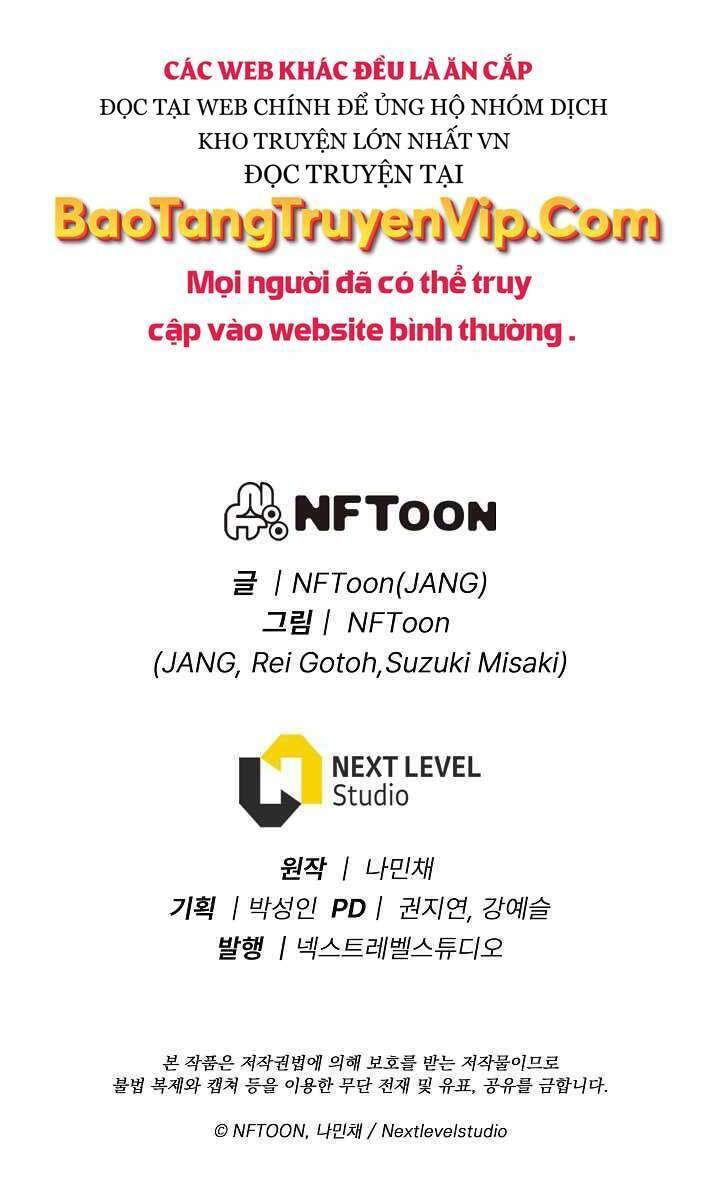 CÁC WEB KHÁC ĐỀU LÀ ĂN CẮP
ĐỌC TẠI WEB CHÍNH ĐỂ ỦNG HỘ NHÓM DỊCH
KHO TRUYỆN LỚN NHẤT VN
ĐỌC TRUYỆN TẠI
BaoTangTruyenVip.Com
Mọi người đã có thể truy
cập vào website bình thường .
NFTOON
글 | NFToon(JANG)
그림 | NFToon
(JANG, Rei Gotoh,Suzuki Misaki)
NEXT LEVEL
Studio
원작 | 나민채
기획 | 박성인 PD | 권지연, 강예슬
발행 | 넥스트레벨스튜디오
본 작품은 저작권법에 의해 보호를 받는 저작물이므로
불법 복제와 캡쳐 등을 이용한 무단 전재 및 유포, 공유를 금합니다.
© NFTOON, 나민채 / Nextlevelstudio